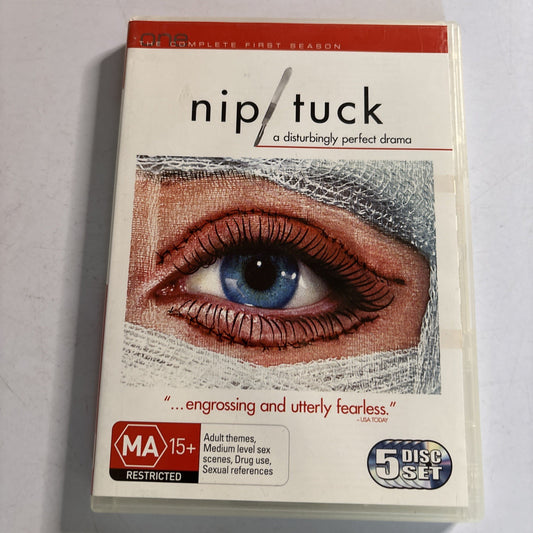 one
THE COMPLETE FIRST SEASON
nip/tuck
a disturbingly perfect drama
"...engrossing and utterly fearless."
– USA TODAY
MA 15+
RESTRICTED
Adult themes,
Medium level sex
scenes, Drug use,
Sexual references
5 DISC
SET